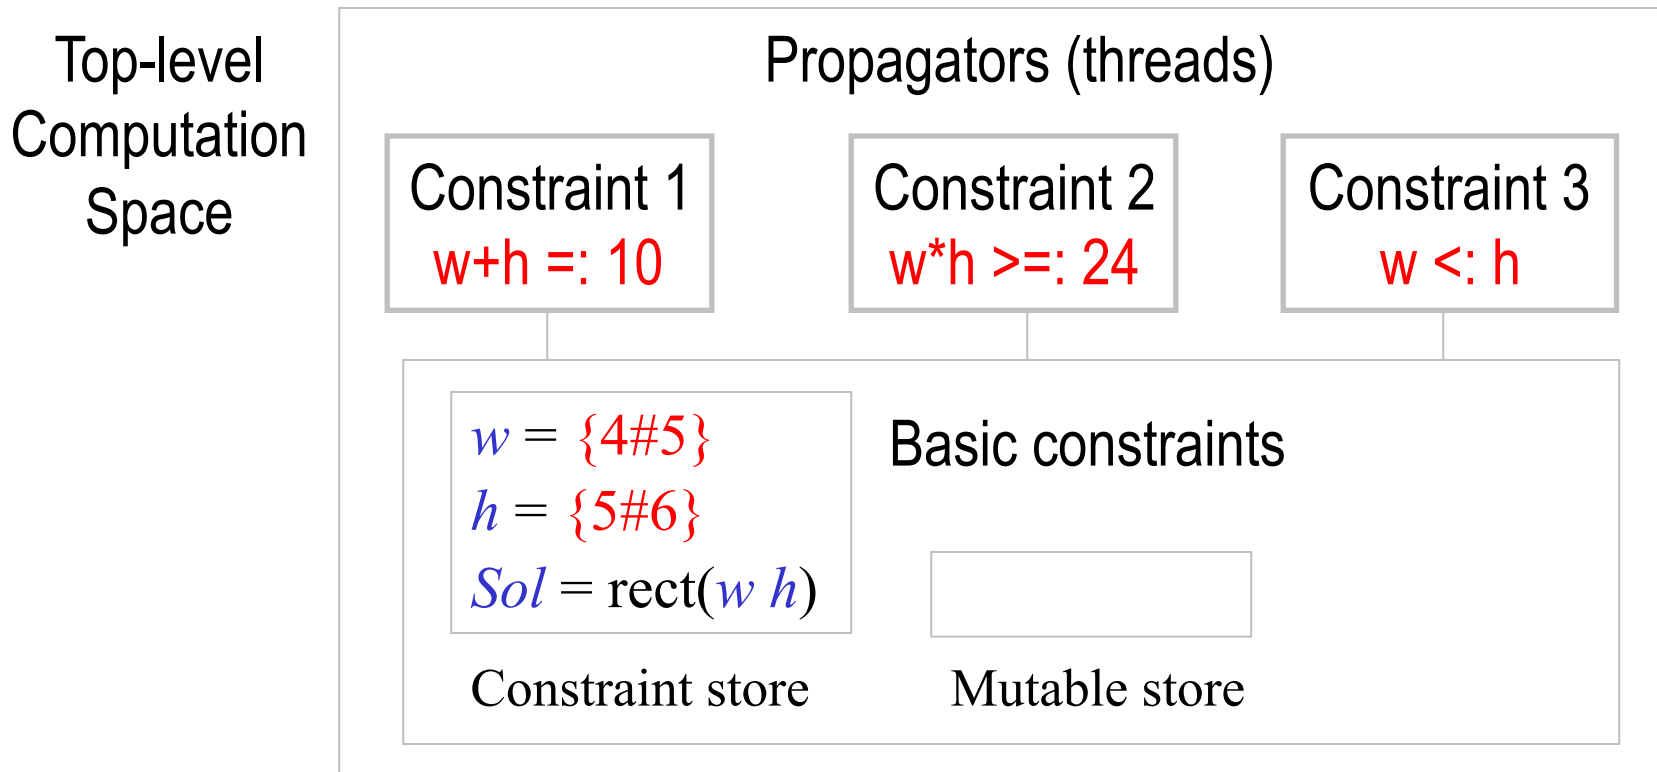 Top-level
Computation
Space
Propagators (threads)
Constraint 1
w+h =: 10
Constraint 2
w*h >=: 24
Constraint 3
w <: h
w = {4#5}
h = {5#6}
Sol = rect(w h)
Basic constraints
Constraint store
Mutable store